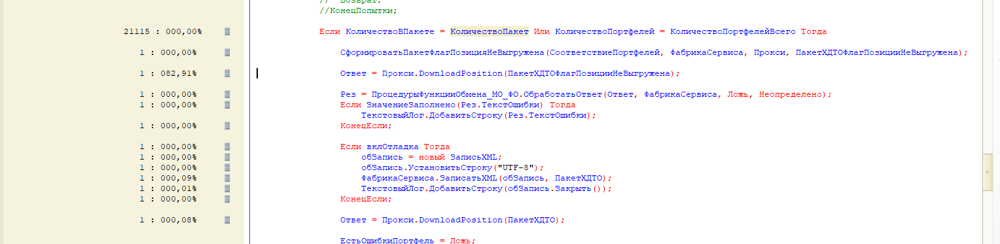 // Возврат;
//КонецПопытки;
21115 : 000,00% Если КоличествоВПакете = КоличествоПакет Или КоличествоПортфелей = КоличествоПортфелейВсего Тогда
1 : 000,00% СформироватьПакетФлагПозицияНеВыгружена(СоответствиеПортфелей, ФабрикаСервиса, Прокси, ПакетХДТОФлагПозицииНеВыгружена);
1 : 082,91% Ответ = Прокси.DownloadPosition(ПакетХДТОФлагПозицииНеВыгружена);
1 : 000,00% Рез = ПроцедурыФункцииОбмена_МО_ФО.ОбработатьОтвет(Ответ, ФабрикаСервиса, Ложь, Неопределено);
1 : 000,00% Если ЗначениеЗаполнено(Рез.ТекстОшибки) Тогда
ТекстовыйЛог.ДобавитьСтроку(Рез.ТекстОшибки);
1 : 000,00% КонецЕсли;
1 : 000,00% Если вклОтладка Тогда
1 : 000,00% обЗапись = новый ЗаписьXML;
1 : 000,00% обЗапись.УстановитьСтроку("UTF-8");
1 : 000,09% ФабрикаСервиса.ЗаписатьXML(обЗапись, ПакетХДТО);
1 : 000,01% ТекстовыйЛог.ДобавитьСтроку(обЗапись.Закрыть());
1 : 000,00% КонецЕсли;
1 : 000,08% Ответ = Прокси.DownloadPosition(ПакетХДТО);
ЕстьОшибкиПортфель = Ложь;